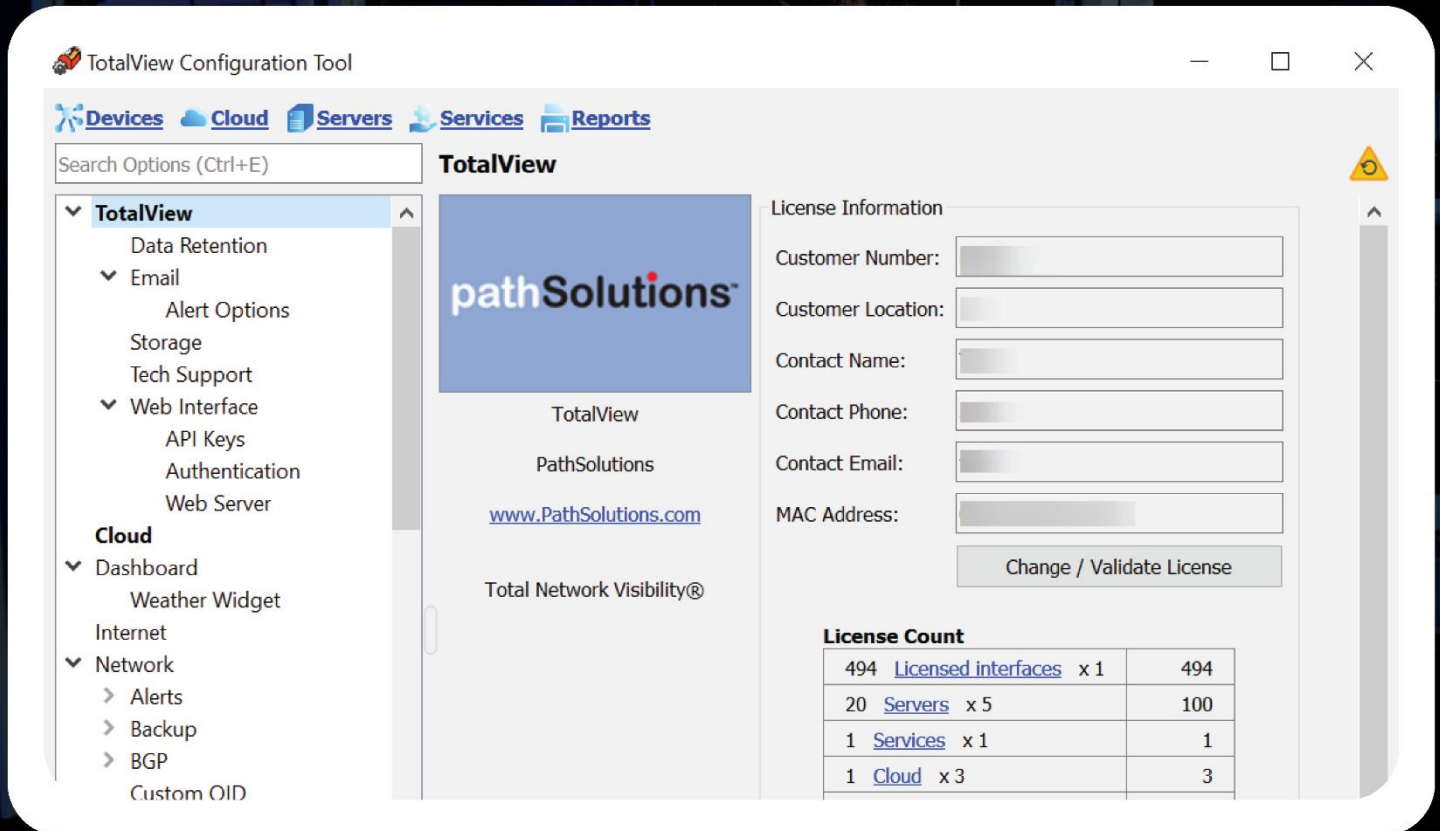 TotalView Configuration Tool
Devices Cloud Servers Services Reports
Search Options (Ctrl+E)
TotalView
TotalView
Data Retention
Email
Alert Options
Storage
Tech Support
Web Interface
API Keys
Authentication
Web Server
Cloud
Dashboard
Weather Widget
Internet
Network
Alerts
Backup
BGP
Custom OID
pathSolutions™
TotalView
PathSolutions
www.PathSolutions.com
Total Network Visibility®
License Information
Customer Number:
Customer Location:
Contact Name:
Contact Phone:
Contact Email:
MAC Address:
Change / Validate License
License Count
494 Licensed interfaces x 1 494
20 Servers x 5 100
1 Services x 1 1
1 Cloud x 3 3